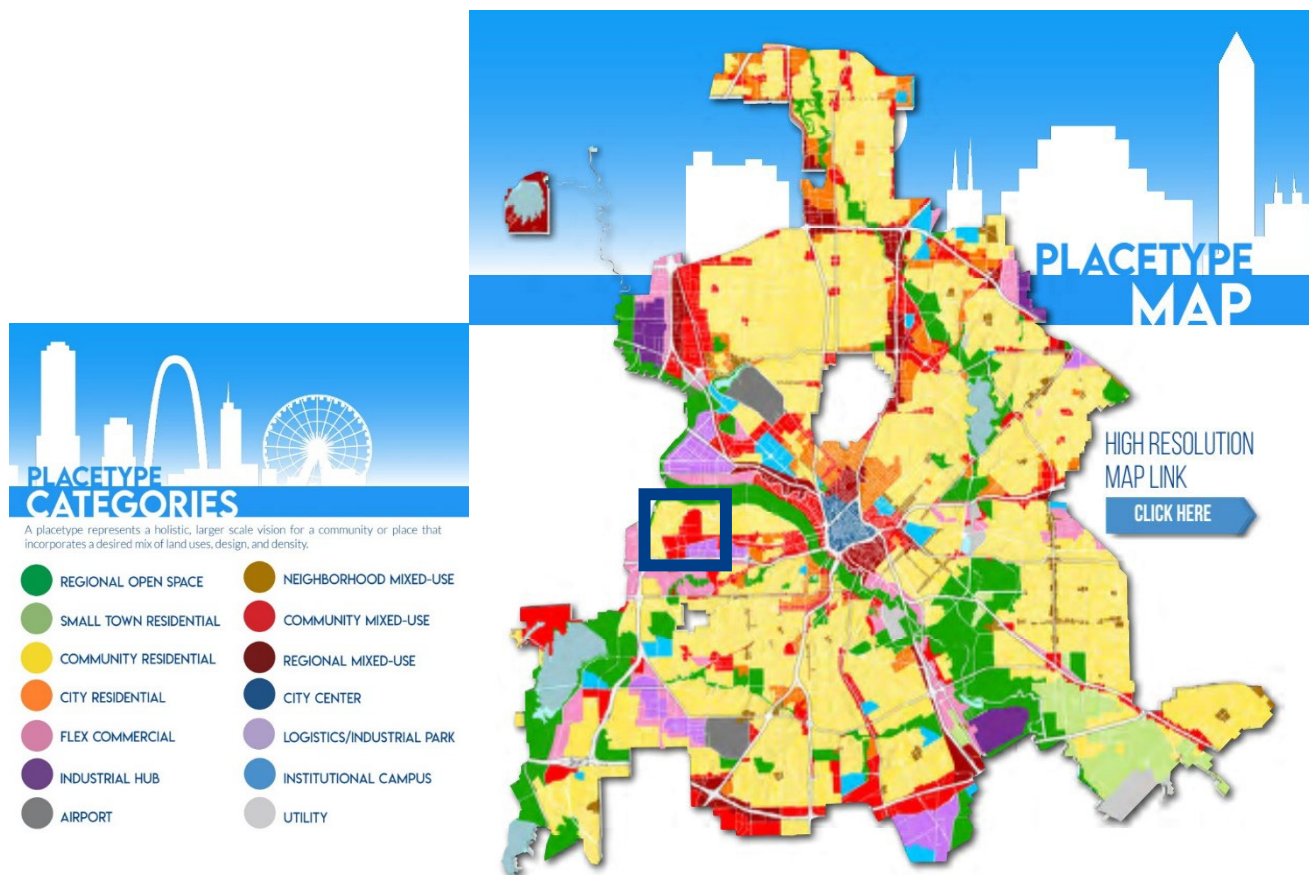 PLACETYPE
MAP
HIGH RESOLUTION
MAP LINK
CLICK HERE
PLACETYPE
CATEGORIES
A placetype represents a holistic, larger scale vision for a community or place that
incorporates a desired mix of land uses, design, and density.
REGIONAL OPEN SPACE
SMALL TOWN RESIDENTIAL
COMMUNITY RESIDENTIAL
CITY RESIDENTIAL
FLEX COMMERCIAL
INDUSTRIAL HUB
AIRPORT
NEIGHBORHOOD MIXED-USE
COMMUNITY MIXED-USE
REGIONAL MIXED-USE
CITY CENTER
LOGISTICS/INDUSTRIAL PARK
INSTITUTIONAL CAMPUS
UTILITY